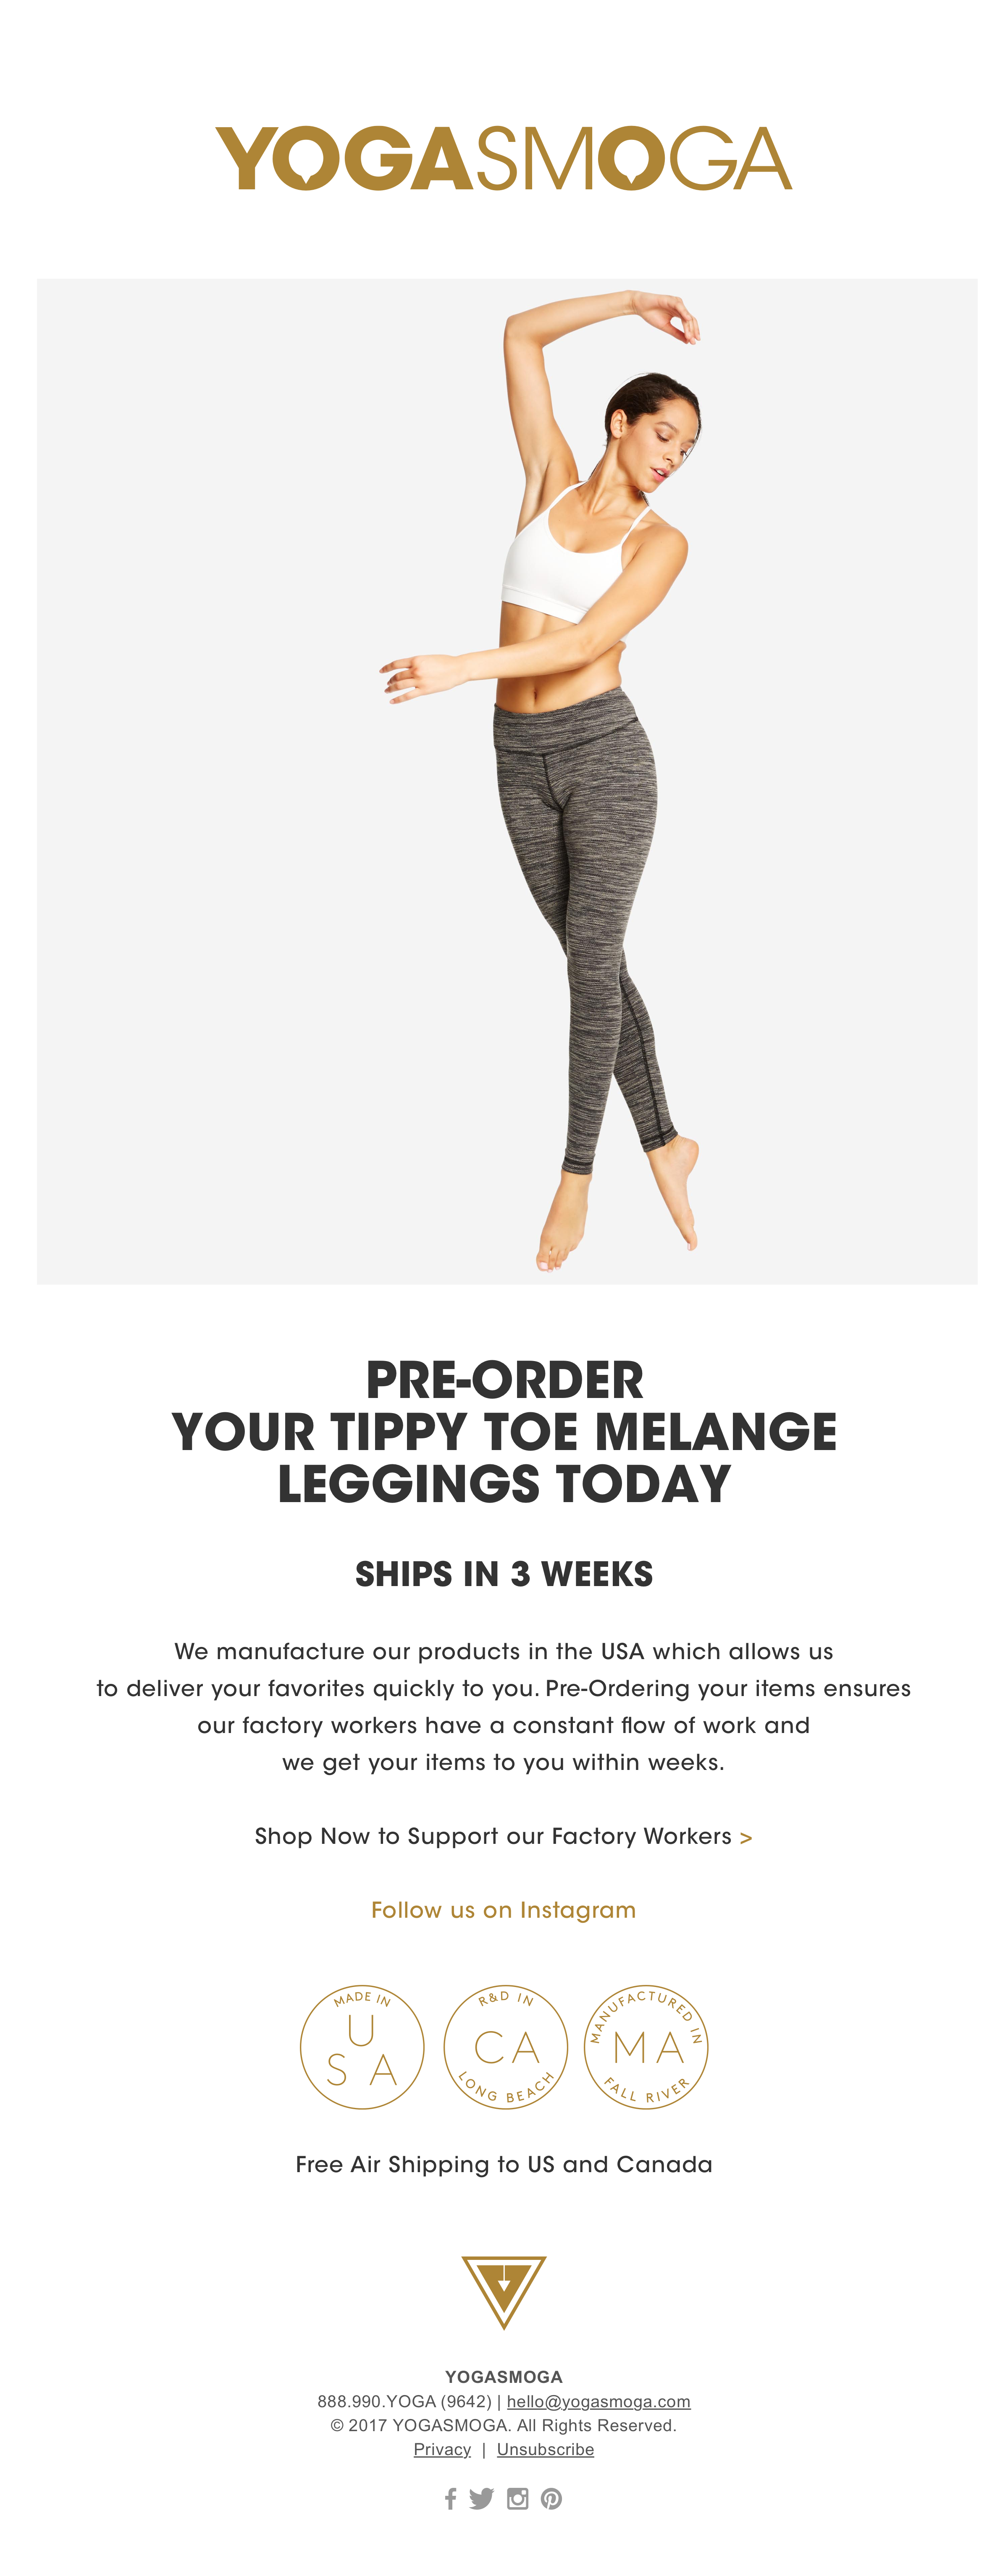 YOGASMOGA
PRE-ORDER
YOUR TIPPY TOE MELANGE
LEGGINGS TODAY
SHIPS IN 3 WEEKS
We manufacture our products in the USA which allows us
to deliver your favorites quickly to you. Pre-Ordering your items ensures
our factory workers have a constant flow of work and
we get your items to you within weeks.
Shop Now to Support our Factory Workers >
Follow us on Instagram
MADE IN
U
S A
R&D IN
CA
LONG BEACH
MANUFACTURED IN
MA
FALL RIVER
Free Air Shipping to US and Canada
YOGASMOGA
888.990.YOGA (9642) | hello@yogasmoga.com
© 2017 YOGASMOGA. All Rights Reserved.
Privacy | Unsubscribe